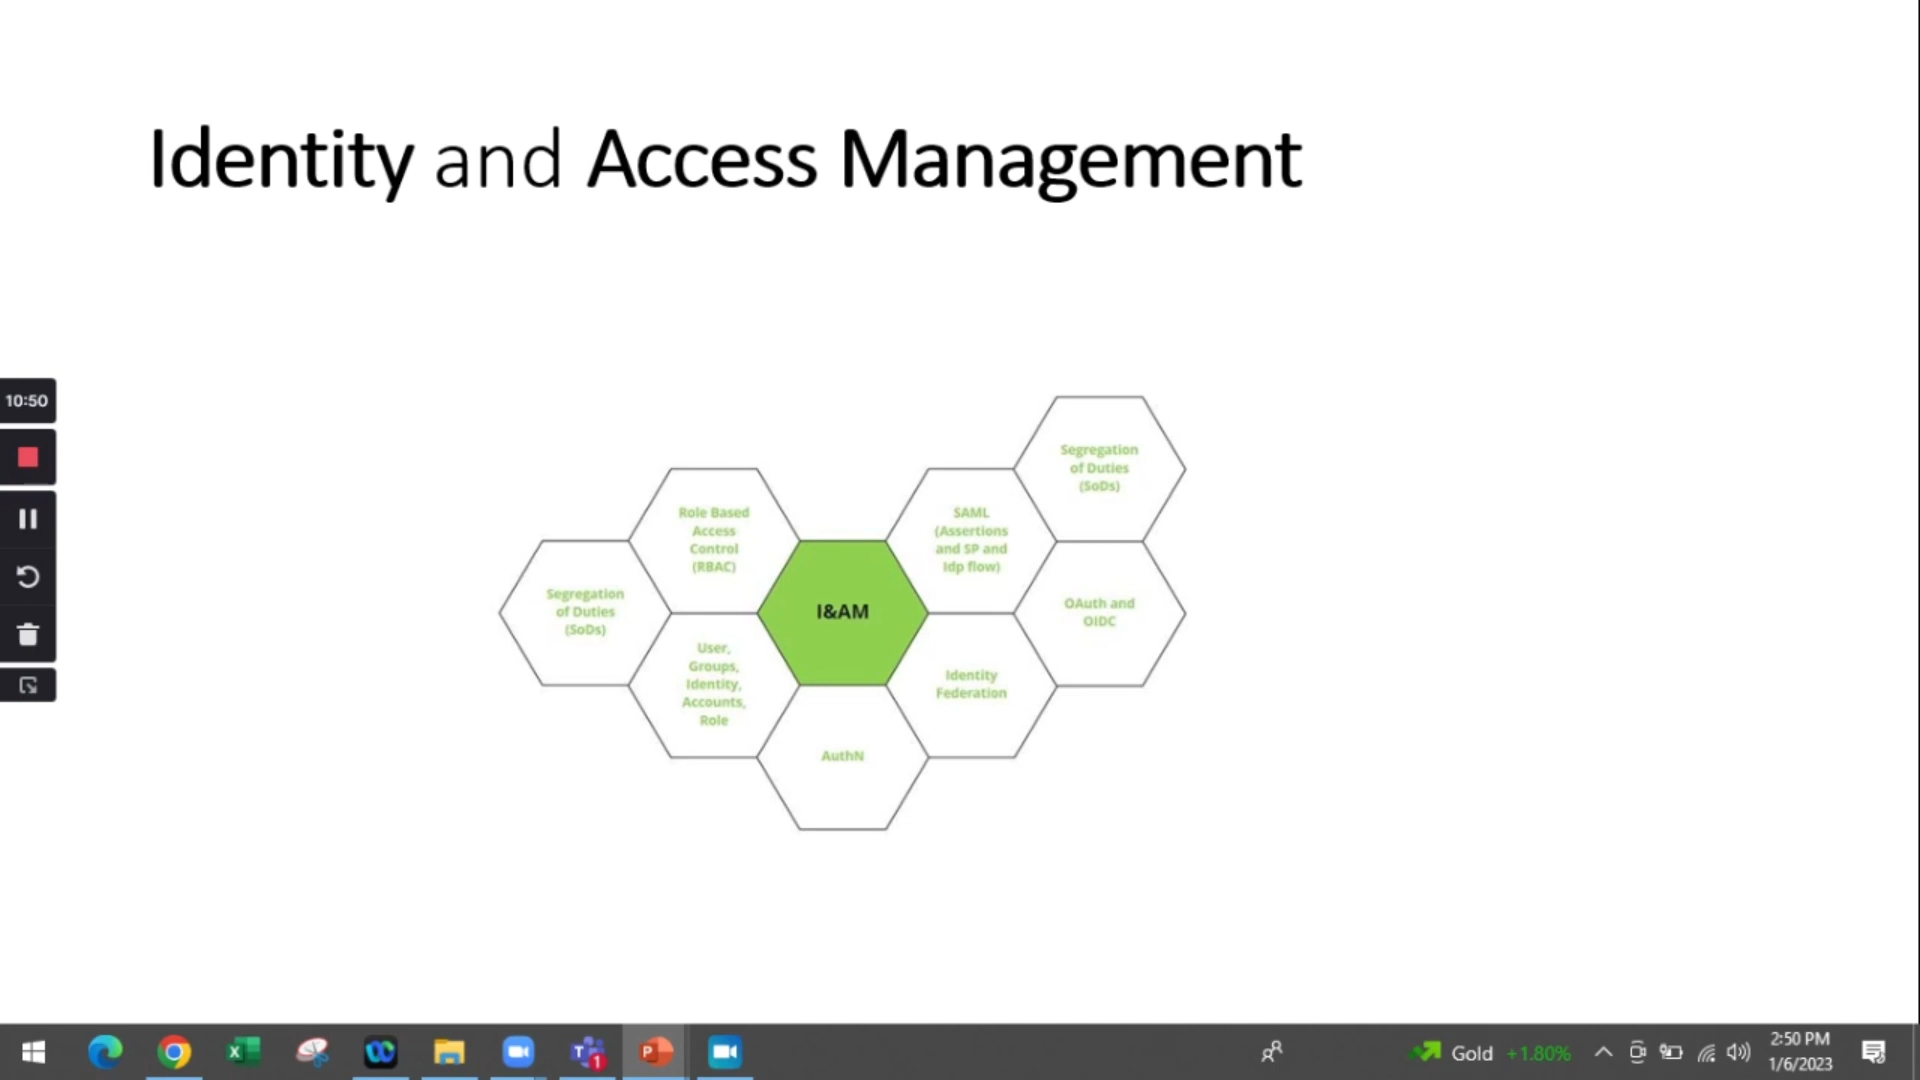 Identity and Access Management
10:50
Segregation
of Duties
(SoDs)
Role Based
Access
Control
(RBAC)
SAML
(Assertions
and SP and
Idp flow)
Segregation
of Duties
(SoDs)
I&AM
OAuth and
OIDC
User,
Groups,
Identity,
Accounts,
Role
Identity
Federation
AuthN
1
Gold +1.80%
2:50 PM
1/6/2023